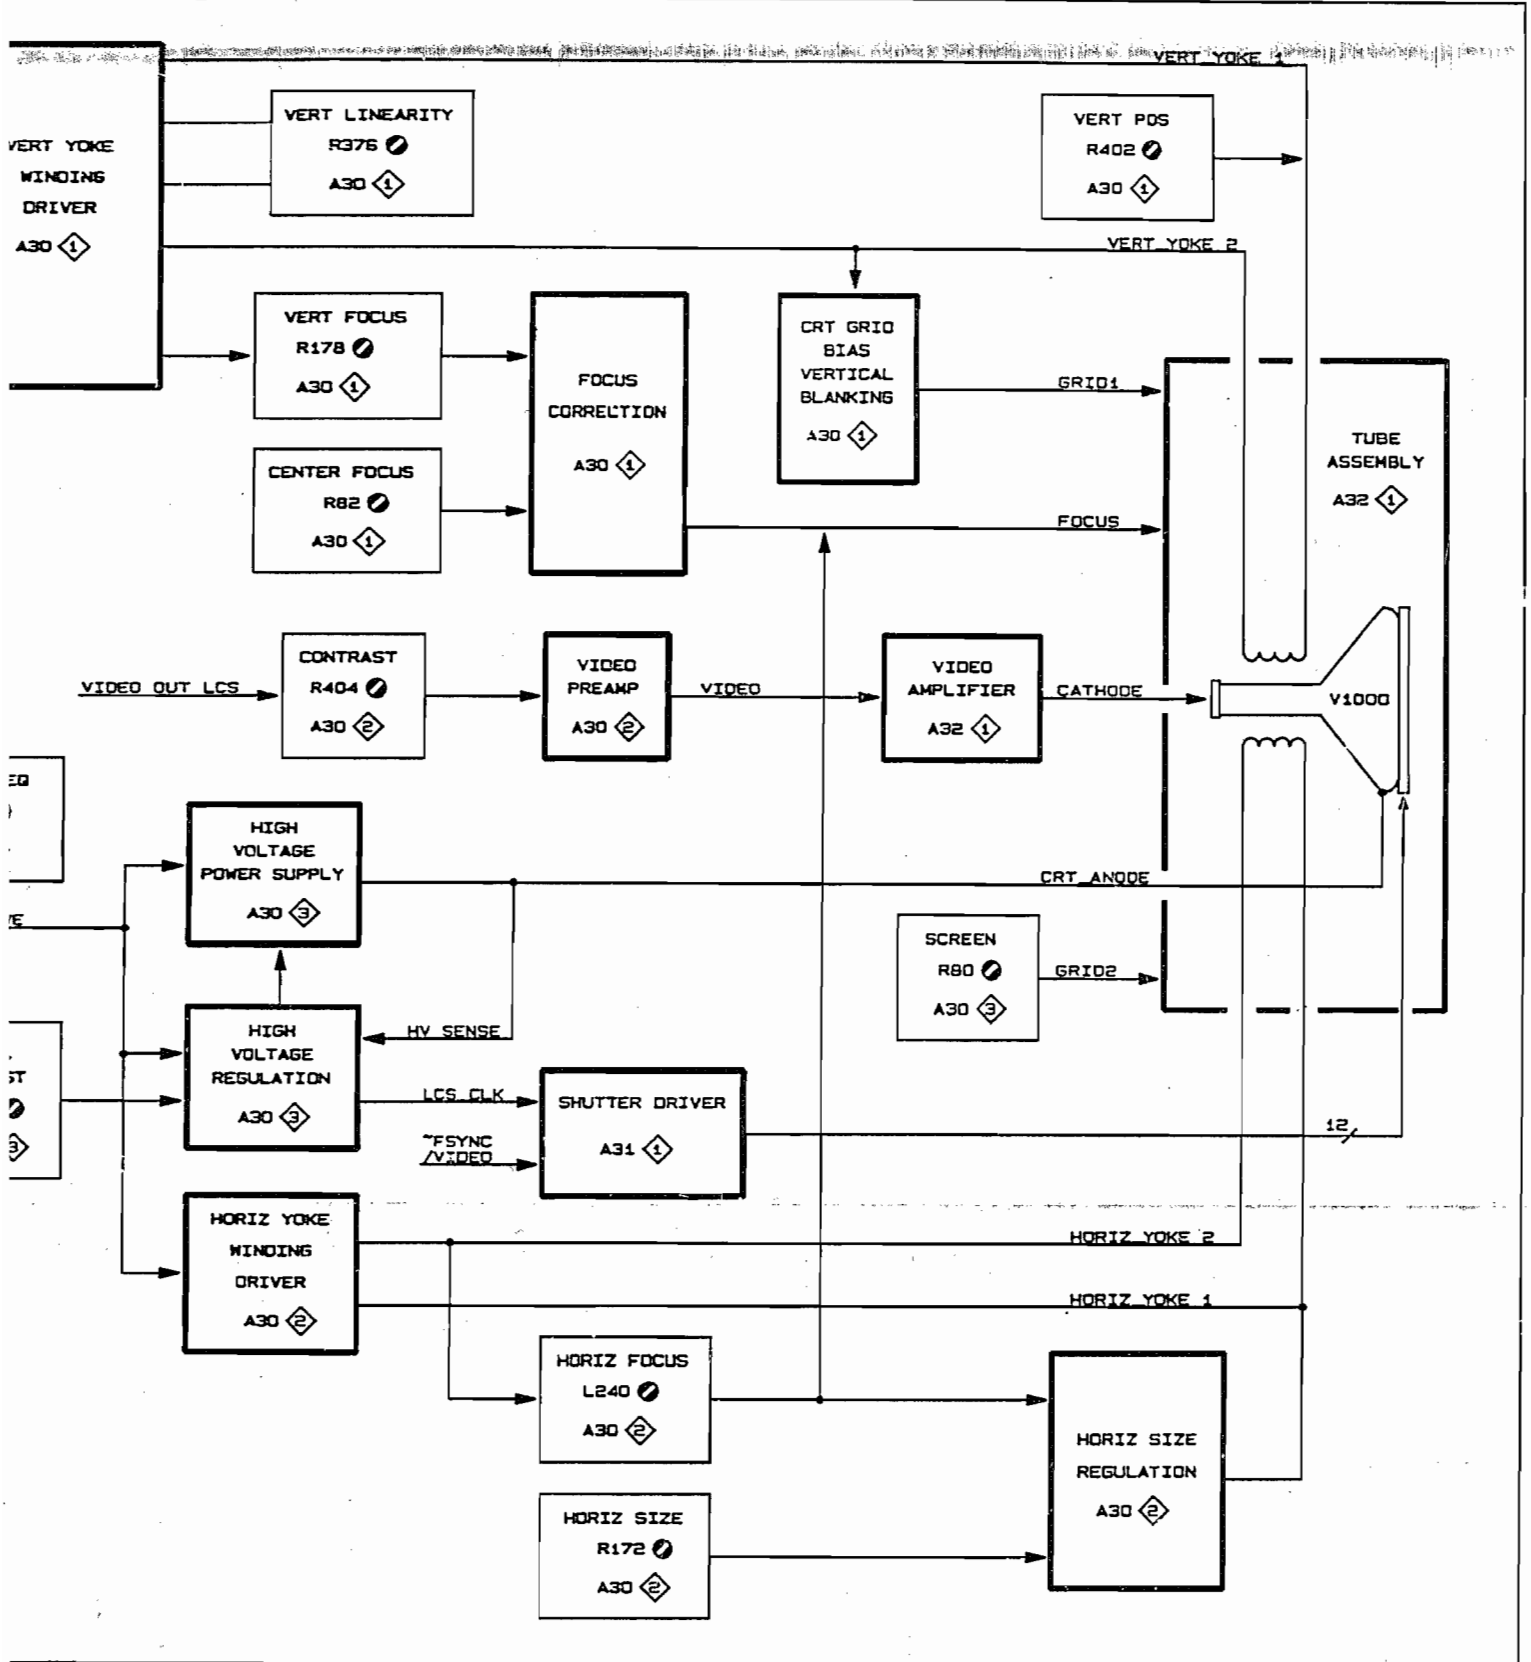 VERT YOKE 1
VERT LINEARITY
R376
A30 1
VERT POS
R402
A30 1
VERT YOKE
WINDING
DRIVER
A30 1
VERT YOKE 2
VERT FOCUS
R178
A30 1
FOCUS
CORRECTION
A30 1
CRT GRID
BIAS
VERTICAL
BLANKING
A30 1
GRID1
TUBE
ASSEMBLY
A32 1
CENTER FOCUS
R82
A30 1
FOCUS
CONTRAST
R404
A30 2
VIDEO OUT LCS
VIDEO
PREAMP
A30 2
VIDEO
VIDEO
AMPLIFIER
A32 1
CATHODE
V1000
EQ
HIGH
VOLTAGE
POWER SUPPLY
A30 3
CRT_ANODE
VE
SCREEN
R80
A30 3
GRID2
HIGH
VOLTAGE
REGULATION
A30 3
HV SENSE
ST
3
LCS CLK
~FSYNC
/VIDEO
SHUTTER DRIVER
A31 1
12
HORIZ YOKE
WINDING
DRIVER
A30 2
HORIZ YOKE 2
HORIZ YOKE 1
HORIZ FOCUS
L240
A30 2
HORIZ SIZE
REGULATION
A30 2
HORIZ SIZE
R172
A30 2